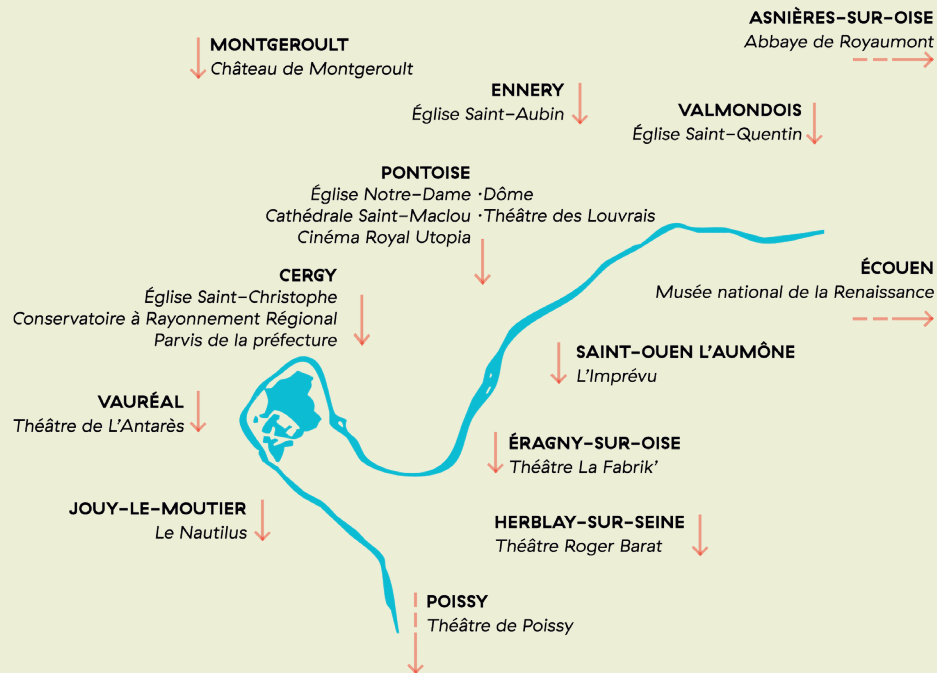 ASNIÈRES-SUR-OISE
Abbaye de Royaumont
MONTGEROULT
Château de Montgeroult
ENNERY
Église Saint-Aubin
VALMONDOIS
Église Saint-Quentin
PONTOISE
Église Notre-Dame · Dôme
Cathédrale Saint-Maclou · Théâtre des Louvrais
Cinéma Royal Utopia
CERGY
Église Saint-Christophe
Conservatoire à Rayonnement Régional
Parvis de la préfecture
ÉCOUEN
Musée national de la Renaissance
SAINT-OUEN L'AUMÔNE
L'Imprévu
VAURÉAL
Théâtre de L'Antarès
ÉRAGNY-SUR-OISE
Théâtre La Fabrik'
JOUY-LE-MOUTIER
Le Nautilus
HERBLAY-SUR-SEINE
Théâtre Roger Barat
POISSY
Théâtre de Poissy